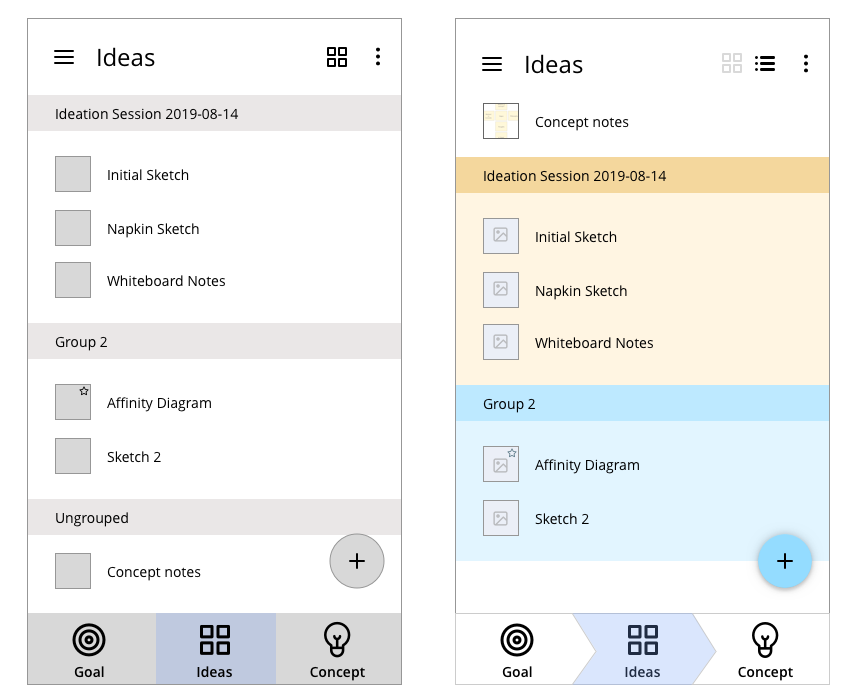 Ideas
Ideation Session 2019-08-14
Initial Sketch
Napkin Sketch
Whiteboard Notes
Group 2
Affinity Diagram
Sketch 2
Ungrouped
Concept notes
Goal
Ideas
Concept
Ideas
Concept notes
Ideation Session 2019-08-14
Initial Sketch
Napkin Sketch
Whiteboard Notes
Group 2
Affinity Diagram
Sketch 2
Goal
Ideas
Concept